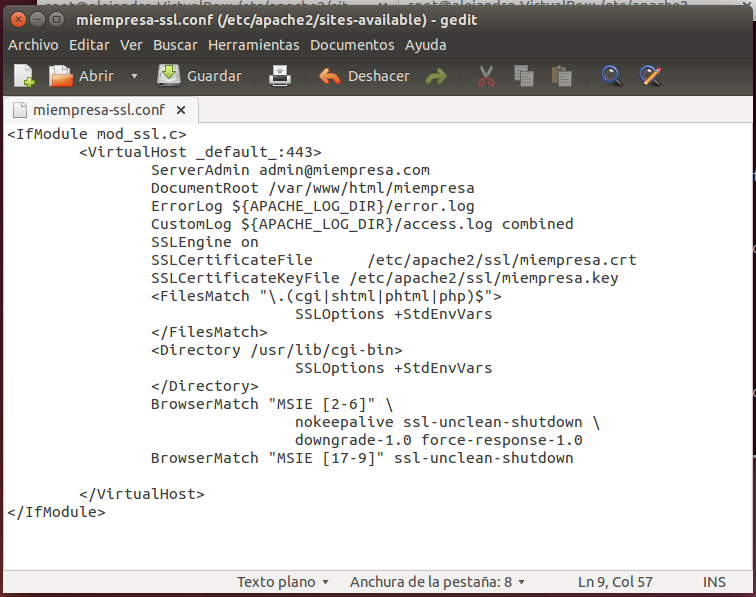 miempresa-ssl.conf (/etc/apache2/sites-available) - gedit
Archivo Editar Ver Buscar Herramientas Documentos Ayuda
Abrir Guardar Deshacer
miempresa-ssl.conf ×
<IfModule mod_ssl.c>
        <VirtualHost _default_:443>
                ServerAdmin admin@miempresa.com
                DocumentRoot /var/www/html/miempresa
                ErrorLog ${APACHE_LOG_DIR}/error.log
                CustomLog ${APACHE_LOG_DIR}/access.log combined
                SSLEngine on
                SSLCertificateFile      /etc/apache2/ssl/miempresa.crt
                SSLCertificateKeyFile /etc/apache2/ssl/miempresa.key
                <FilesMatch "\.(cgi|shtml|phtml|php)$">
                                SSLOptions +StdEnvVars
                </FilesMatch>
                <Directory /usr/lib/cgi-bin>
                                SSLOptions +StdEnvVars
                </Directory>
                BrowserMatch "MSIE [2-6]" \
                                nokeepalive ssl-unclean-shutdown \
                                downgrade-1.0 force-response-1.0
                BrowserMatch "MSIE [17-9]" ssl-unclean-shutdown
        </VirtualHost>
</IfModule>
Texto plano Anchura de la pestaña: 8 Ln 9, Col 57 INS